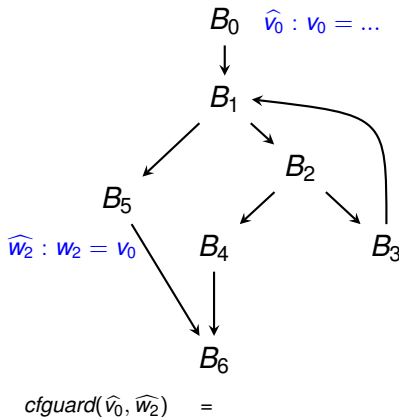 B₀ v̂₀ : v₀ = ...
B₁
B₂
B₅
ŵ₂ : w₂ = v₀ B₄ B₃
B₆
cfguard(v̂₀, ŵ₂) =